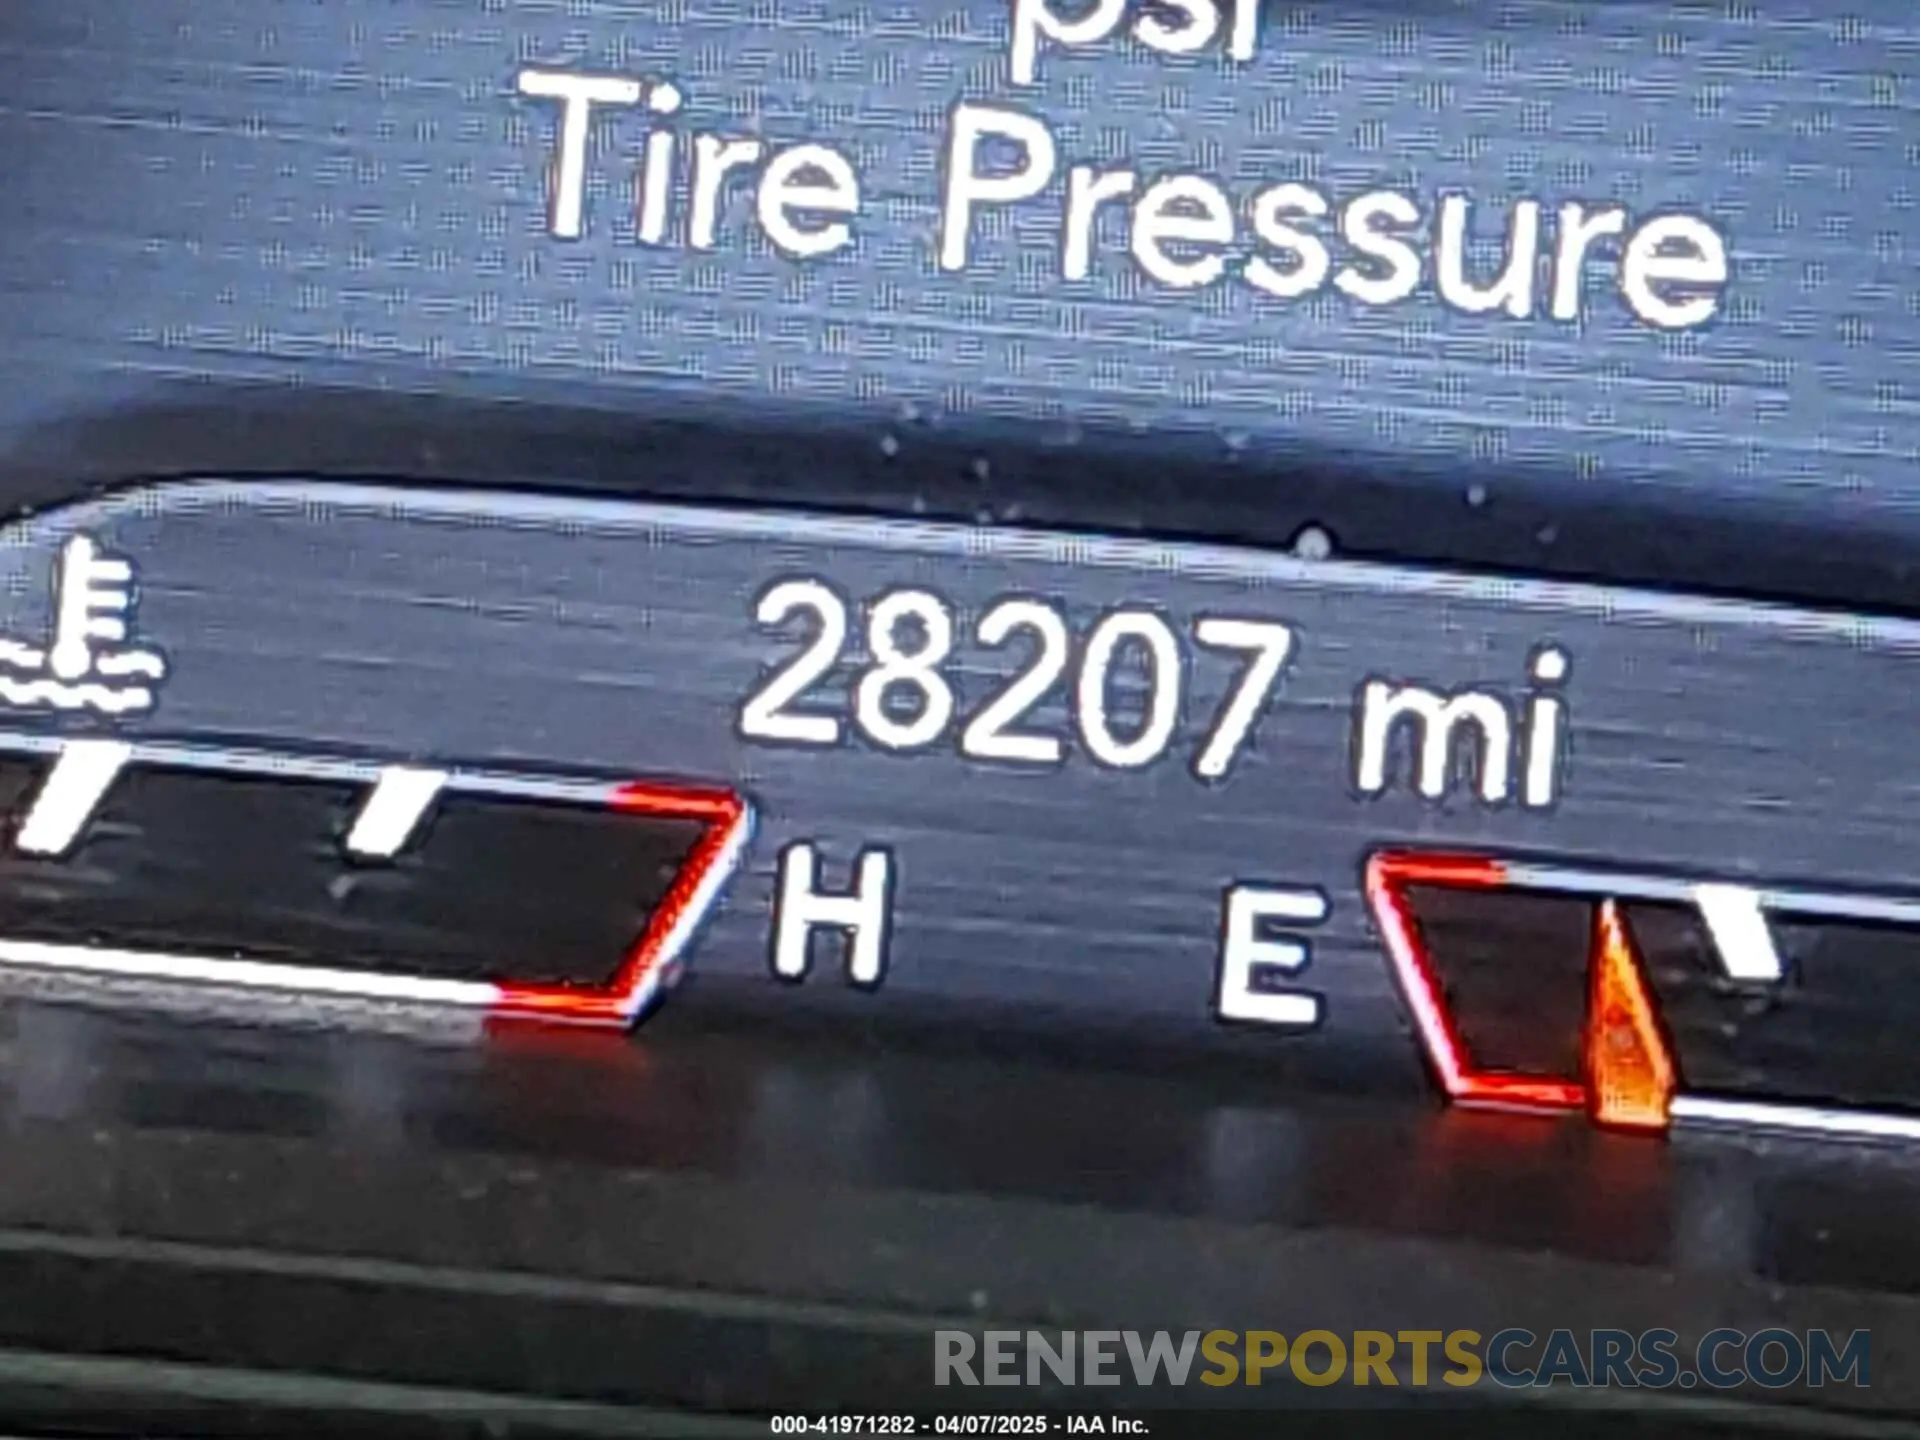 psi
Tire Pressure
28207 mi
H
E
RENEWSPORTSCARS.COM
000-41971282 - 04/07/2025 - IAA Inc.